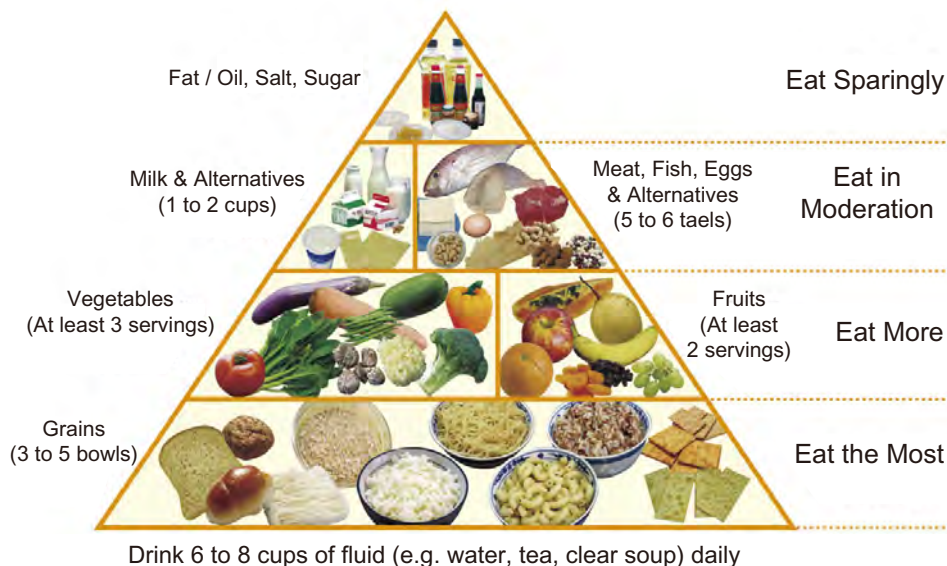 Fat / Oil, Salt, Sugar
Eat Sparingly
Milk & Alternatives
(1 to 2 cups)
Meat, Fish, Eggs
& Alternatives
(5 to 6 taels)
Eat in
Moderation
Vegetables
(At least 3 servings)
Fruits
(At least
2 servings)
Eat More
Grains
(3 to 5 bowls)
Eat the Most
Drink 6 to 8 cups of fluid (e.g. water, tea, clear soup) daily